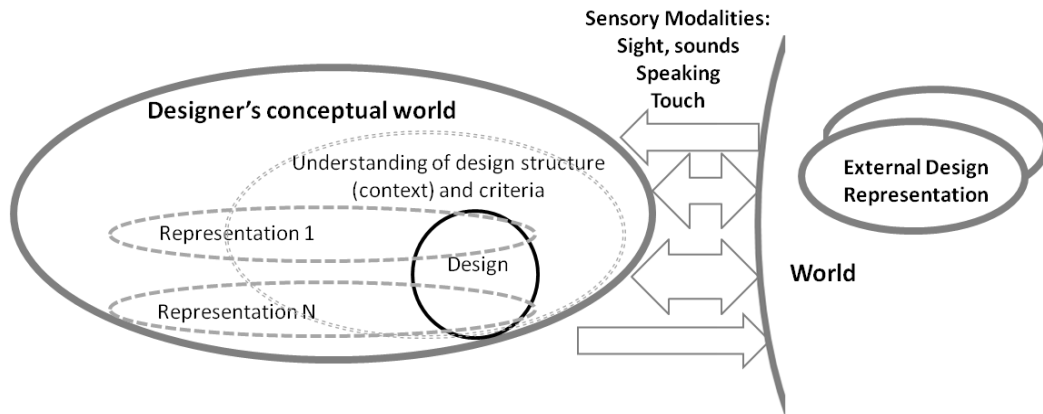 Sensory Modalities:
Sight, sounds
Speaking
Touch
Designer's conceptual world
Understanding of design structure
(context) and criteria
Representation 1
Design
Representation N
External Design
Representation
World